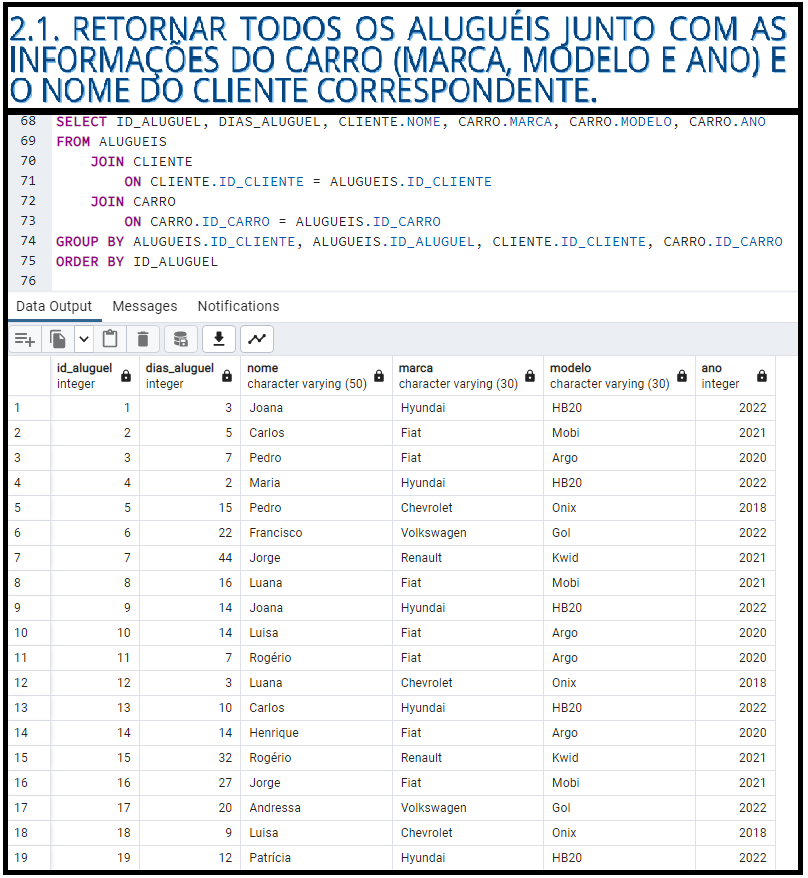 2.1. RETORNAR TODOS OS ALUGUÉIS JUNTO COM AS
INFORMAÇÕES DO CARRO (MARCA, MODELO E ANO) E
O NOME DO CLIENTE CORRESPONDENTE.
68 SELECT ID_ALUGUEL, DIAS_ALUGUEL, CLIENTE.NOME, CARRO.MARCA, CARRO.MODELO, CARRO.ANO
69 FROM ALUGUEIS
70 JOIN CLIENTE
71 ON CLIENTE.ID_CLIENTE = ALUGUEIS.ID_CLIENTE
72 JOIN CARRO
73 ON CARRO.ID_CARRO = ALUGUEIS.ID_CARRO
74 GROUP BY ALUGUEIS.ID_CLIENTE, ALUGUEIS.ID_ALUGUEL, CLIENTE.ID_CLIENTE, CARRO.ID_CARRO
75 ORDER BY ID_ALUGUEL
76
Data Output Messages Notifications
id_aluguel dias_aluguel nome marca modelo ano
integer integer character varying (50) character varying (30) character varying (30) integer
1 1 3 Joana Hyundai HB20 2022
2 2 5 Carlos Fiat Mobi 2021
3 3 7 Pedro Fiat Argo 2020
4 4 2 Maria Hyundai HB20 2022
5 5 15 Pedro Chevrolet Onix 2018
6 6 22 Francisco Volkswagen Gol 2022
7 7 44 Jorge Renault Kwid 2021
8 8 16 Luana Fiat Mobi 2021
9 9 14 Joana Hyundai HB20 2022
10 10 14 Luisa Fiat Argo 2020
11 11 7 Rogério Fiat Argo 2020
12 12 3 Luana Chevrolet Onix 2018
13 13 10 Carlos Hyundai HB20 2022
14 14 14 Henrique Fiat Argo 2020
15 15 32 Rogério Renault Kwid 2021
16 16 27 Jorge Fiat Mobi 2021
17 17 20 Andressa Volkswagen Gol 2022
18 18 9 Luisa Chevrolet Onix 2018
19 19 12 Patrícia Hyundai HB20 2022